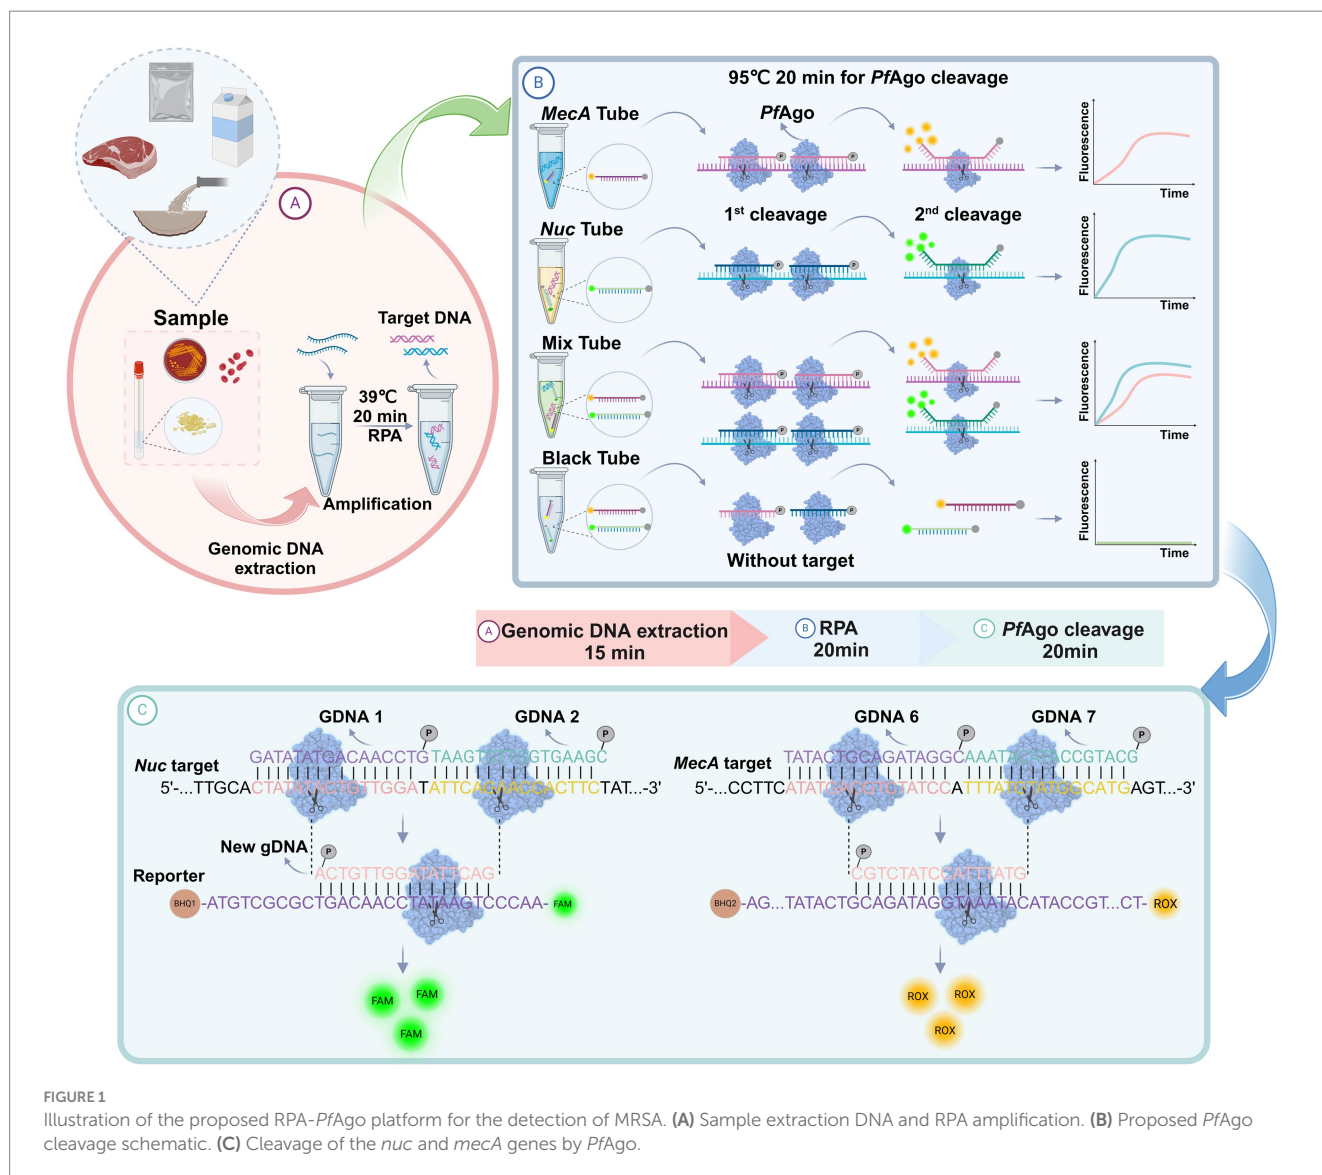 A
Sample
Target DNA
39℃
20 min
RPA
Amplification
Genomic DNA
extraction
B
95℃ 20 min for PfAgo cleavage
MecA Tube
PfAgo
P
P
Fluorescence
Time
1st cleavage
2nd cleavage
Nuc Tube
P
P
Fluorescence
Time
Mix Tube
P
P
P
P
Fluorescence
Time
Black Tube
P
P
Without target
Fluorescence
Time
A Genomic DNA extraction
15 min
B RPA
20min
C PfAgo cleavage
20min
C
GDNA 1
GDNA 2
P
P
Nuc target
5'-...TTGCA
TAT...-3'
New gDNA
P
ACTGTTGGATATTCAG
Reporter
BHQ1 -ATGTCGCGCTGACAACCTATAAGTCCCAA- FAM
FAM
FAM
FAM
GDNA 6
GDNA 7
P
P
MecA target
5'-...CCTTC
AGT...-3'
P
CGTCTATCCATTTATG
BHQ2 -AG...TATACTGCAGATAGGTAAATACATACCGT...CT- ROX
ROX
ROX
ROX
FIGURE 1
Illustration of the proposed RPA-PfAgo platform for the detection of MRSA. (A) Sample extraction DNA and RPA amplification. (B) Proposed PfAgo
cleavage schematic. (C) Cleavage of the nuc and mecA genes by PfAgo.